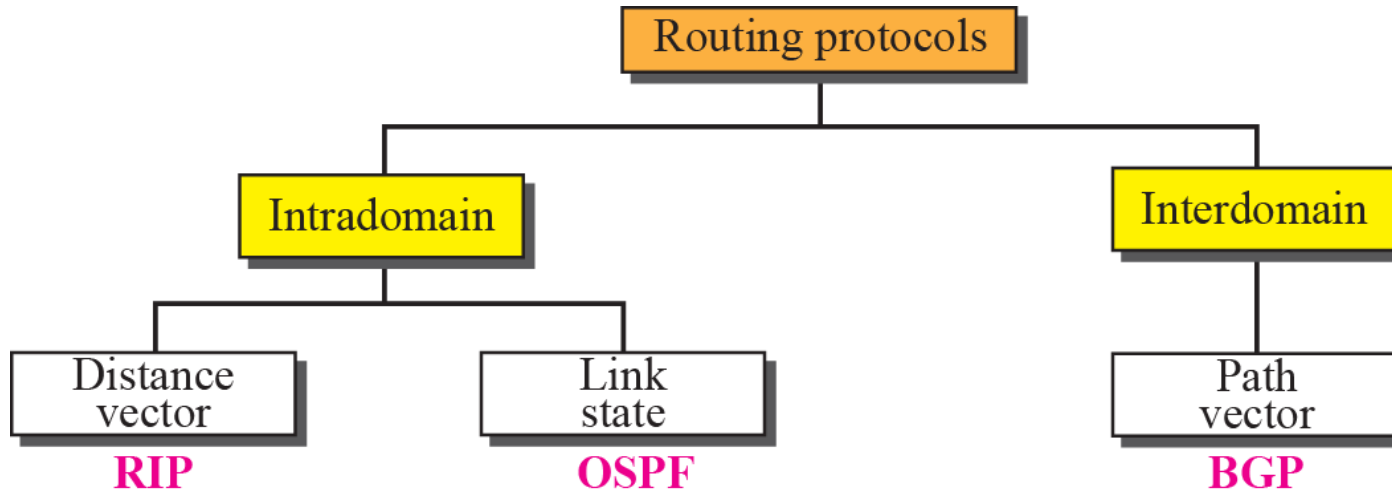 Routing protocols
Intradomain
Interdomain
Distance
vector
Link
state
Path
vector
RIP
OSPF
BGP